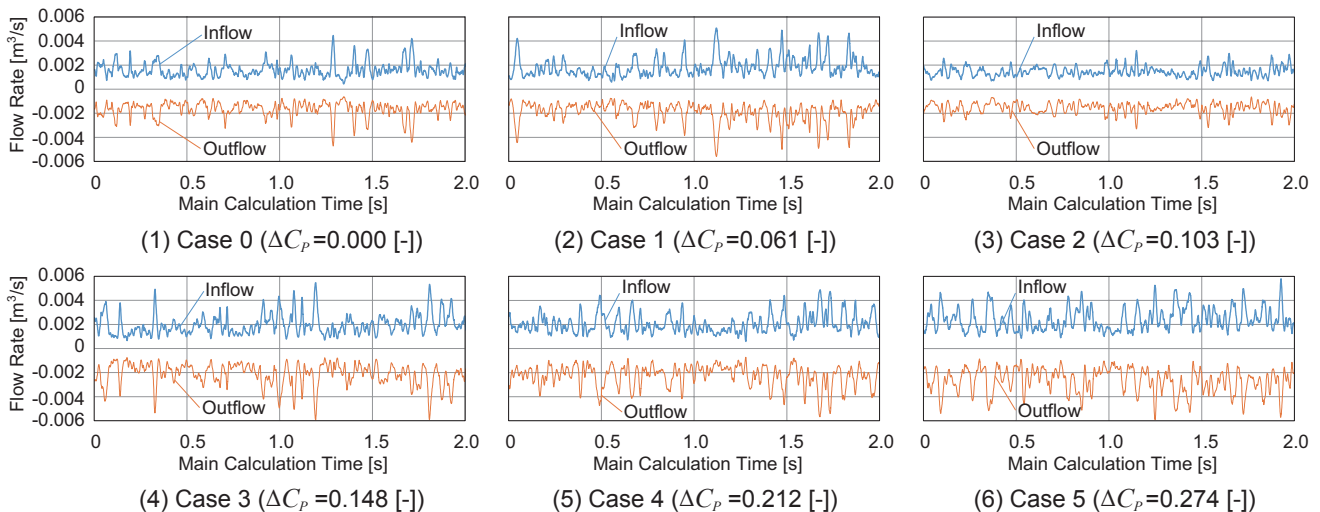 Flow Rate [m³/s]
0.006
0.004
0.002
0
-0.002
-0.004
-0.006
Inflow
Outflow
0 0.5 1.0 1.5 2.0
Main Calculation Time [s]
(1) Case 0 (ΔC_P=0.000 [-])
Inflow
Outflow
0 0.5 1.0 1.5 2.0
Main Calculation Time [s]
(2) Case 1 (ΔC_P=0.061 [-])
Inflow
Outflow
0 0.5 1.0 1.5 2.0
Main Calculation Time [s]
(3) Case 2 (ΔC_P=0.103 [-])
Flow Rate [m³/s]
0.006
0.004
0.002
0
-0.002
-0.004
-0.006
Inflow
Outflow
0 0.5 1.0 1.5 2.0
Main Calculation Time [s]
(4) Case 3 (ΔC_P=0.148 [-])
Inflow
Outflow
0 0.5 1.0 1.5 2.0
Main Calculation Time [s]
(5) Case 4 (ΔC_P=0.212 [-])
Inflow
Outflow
0 0.5 1.0 1.5 2.0
Main Calculation Time [s]
(6) Case 5 (ΔC_P=0.274 [-])